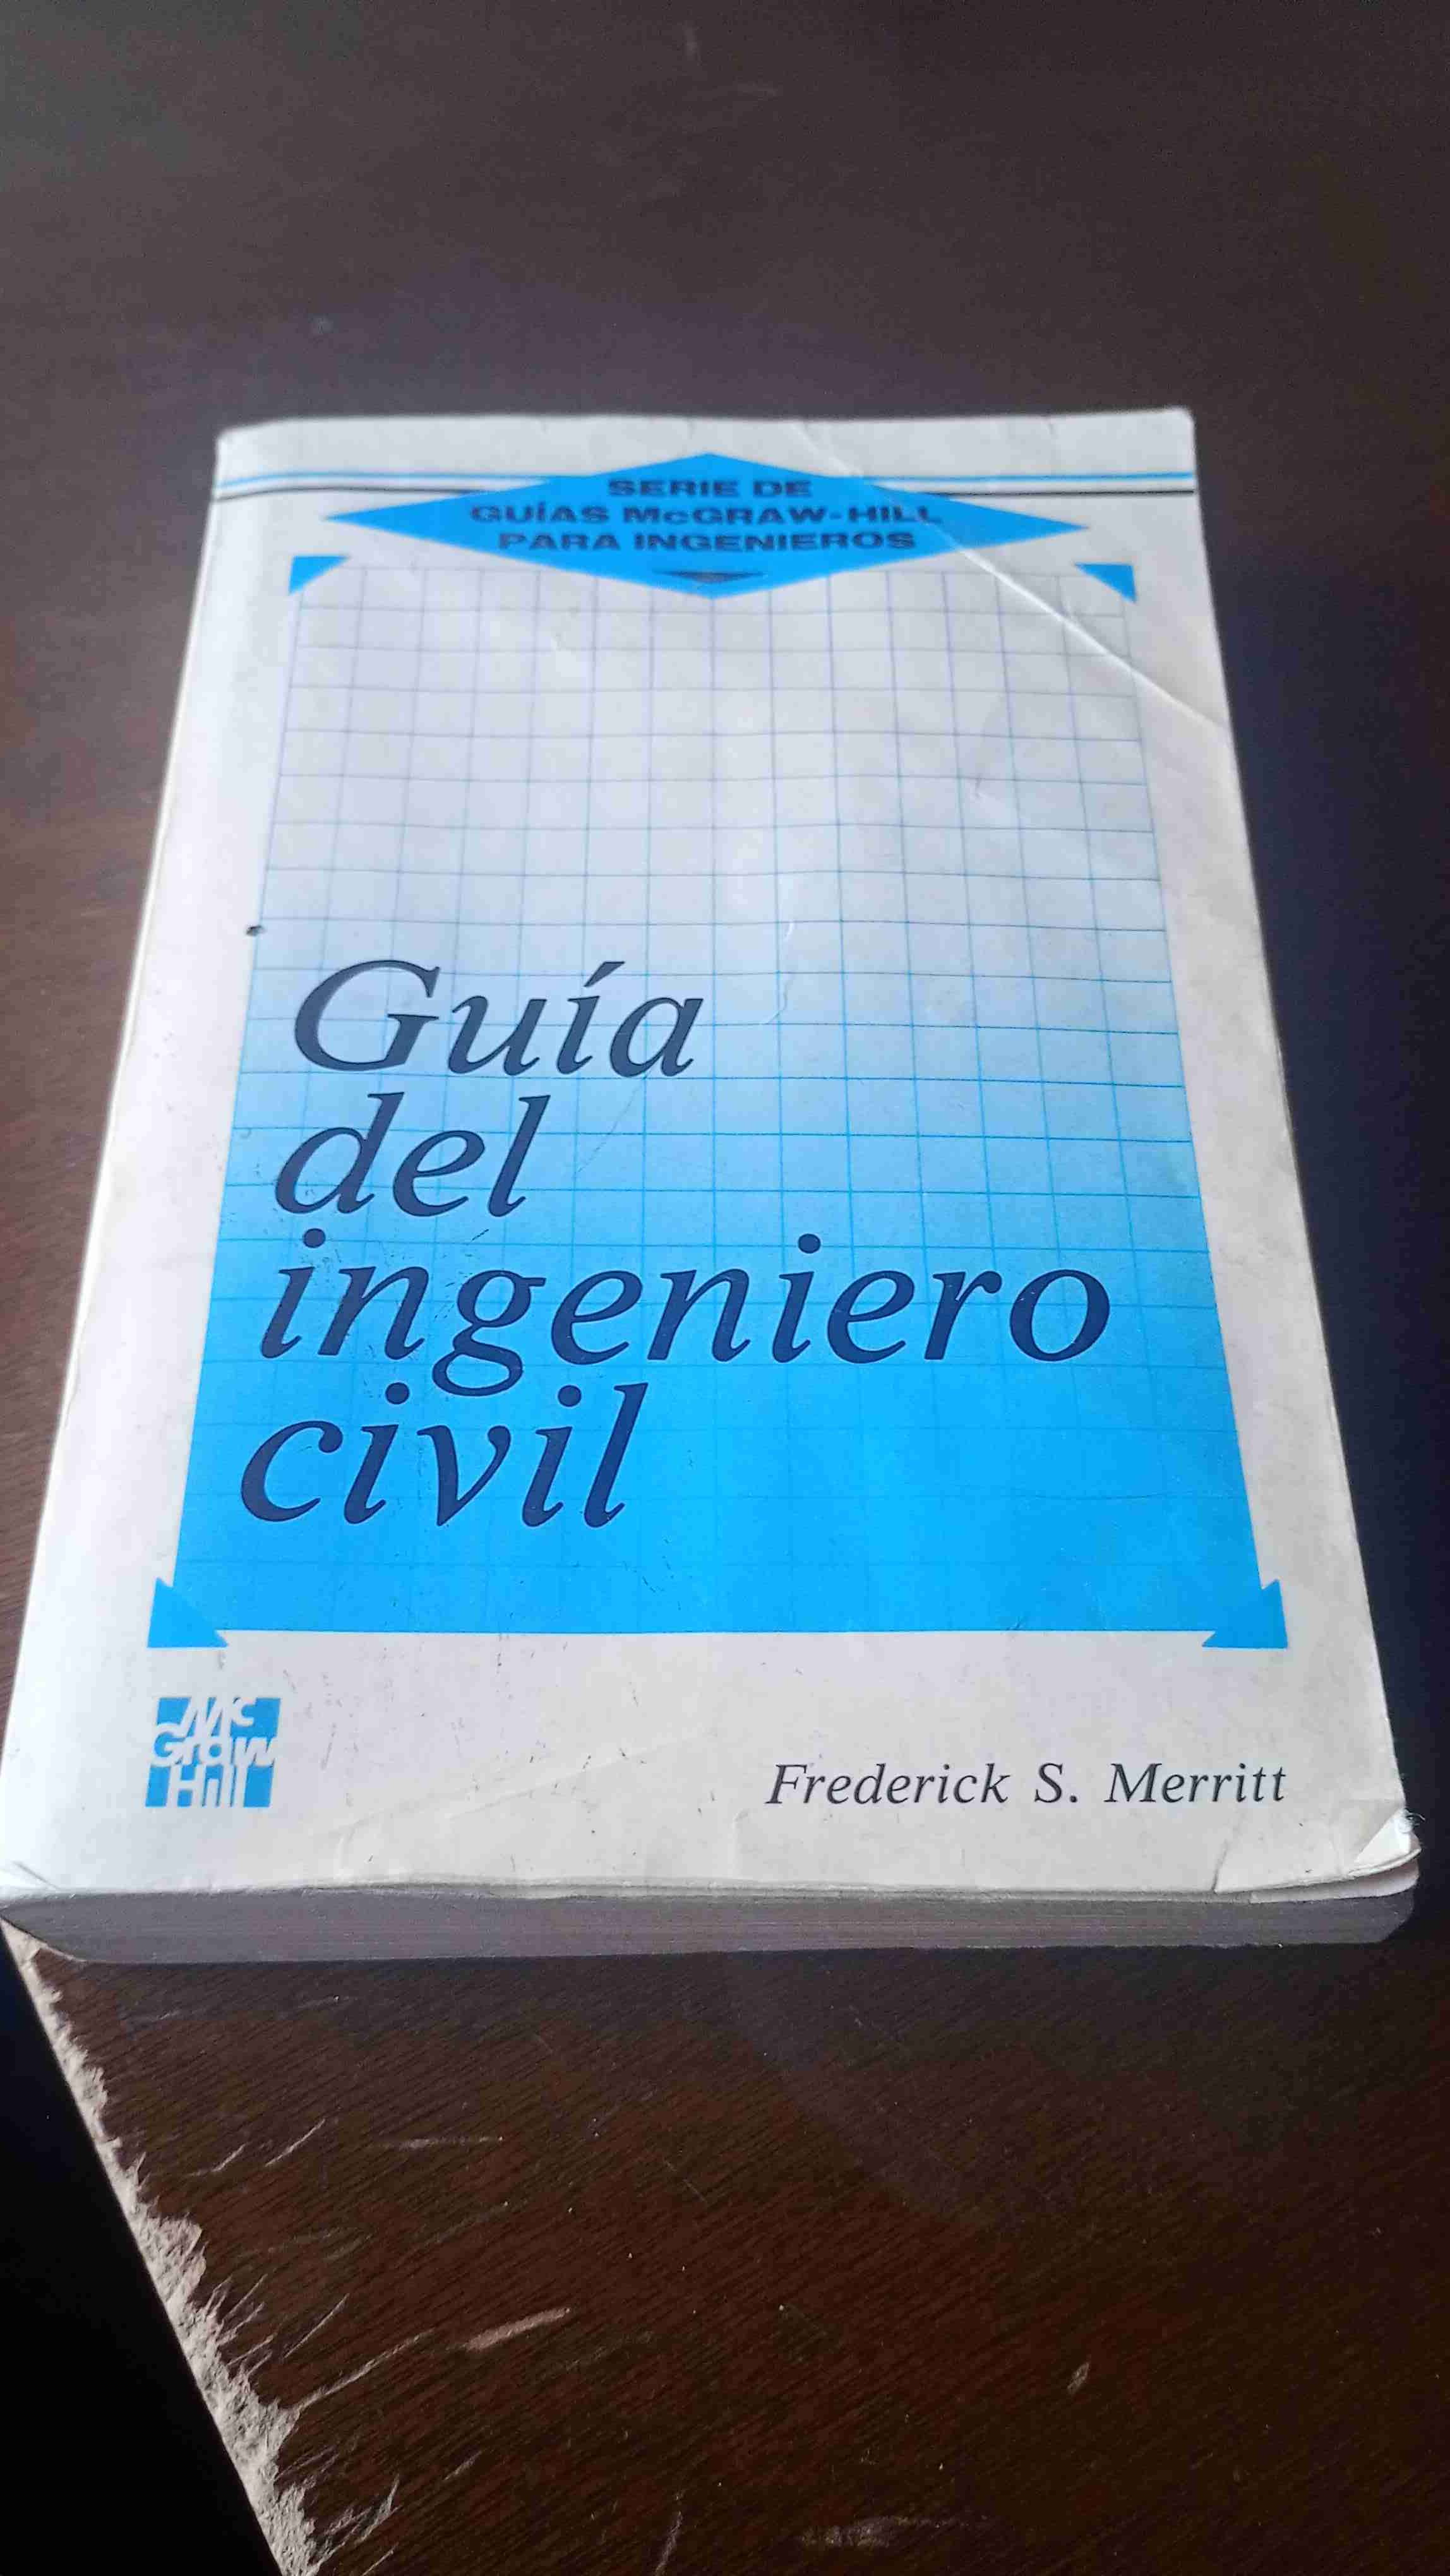 SERIE DE
GUÍAS McGRAW-HILL
PARA INGENIEROS
Guía
del
ingeniero
civil
Mc
Graw
Hill
Frederick S. Merritt